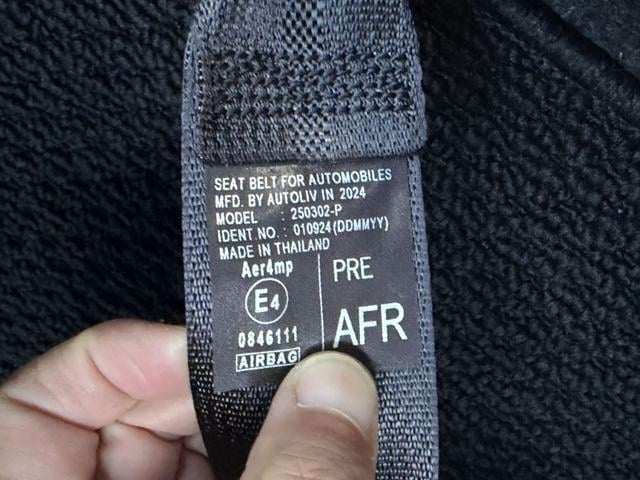 SEAT BELT FOR AUTOMOBILES
MFD. BY AUTOLIV IN 2024
MODEL : 250302-P
IDENT NO. : 010924 (DDMMYY)
MADE IN THAILAND
Aer4mp
E4
0846111
AIRBAG
PRE
AFR